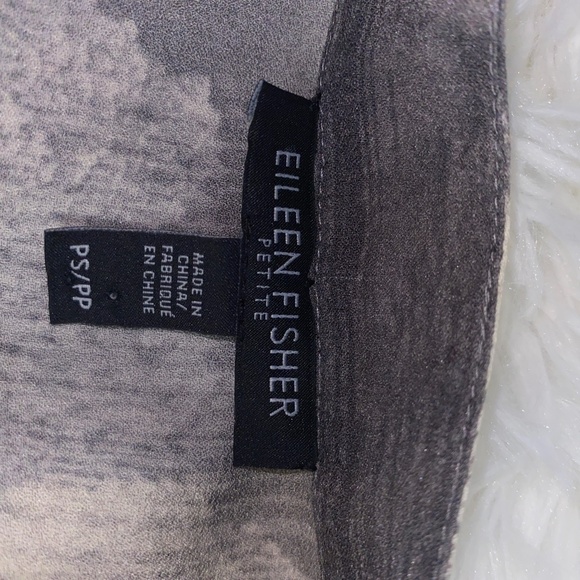 EILEEN FISHER
PETITE
MADE IN
CHINA/
FABRIQUÉ
EN CHINE
PS/PP